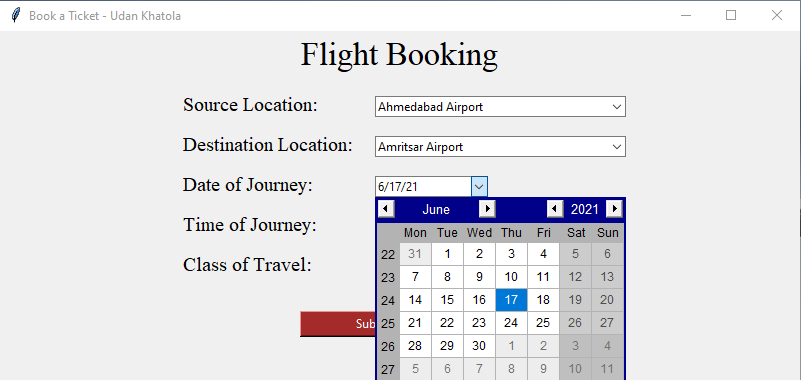 Book a Ticket - Udan Khatola
Flight Booking
Source Location: Ahmedabad Airport
Destination Location: Amritsar Airport
Date of Journey: 6/17/21
June 2021
Mon Tue Wed Thu Fri Sat Sun
22 31 1 2 3 4 5 6
23 7 8 9 10 11 12 13
24 14 15 16 17 18 19 20
25 21 22 23 24 25 26 27
26 28 29 30 1 2 3 4
27 5 6 7 8 9 10 11
Time of Journey:
Class of Travel:
Sub